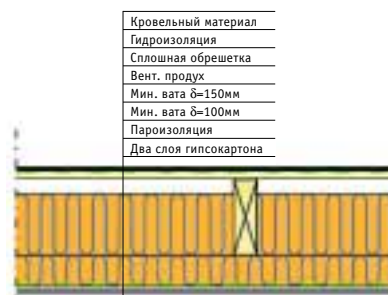 Кровельный материал
Гидроизоляция
Сплошная обрешетка
Вент. продух
Мин. вата δ=150мм
Мин. вата δ=100мм
Пароизоляция
Два слоя гипсокартона